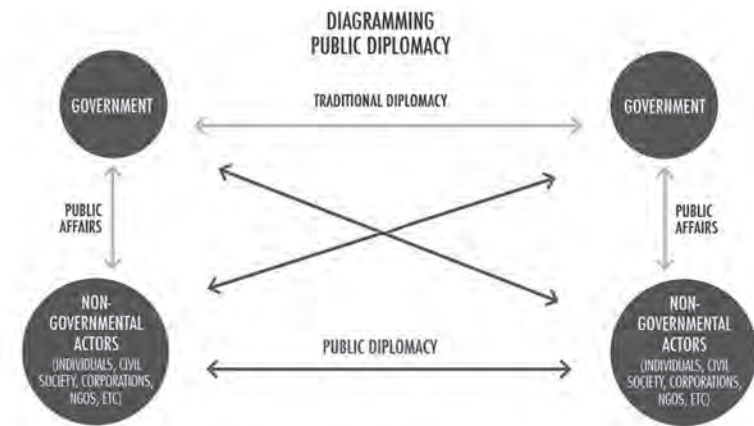 DIAGRAMMING
PUBLIC DIPLOMACY
GOVERNMENT
TRADITIONAL DIPLOMACY
GOVERNMENT
PUBLIC
AFFAIRS
PUBLIC
AFFAIRS
NON-
GOVERNMENTAL
ACTORS
(INDIVIDUALS, CIVIL
SOCIETY, CORPORATIONS,
NGOS, ETC)
PUBLIC DIPLOMACY
NON-
GOVERNMENTAL
ACTORS
(INDIVIDUALS, CIVIL
SOCIETY, CORPORATIONS,
NGOS, ETC)